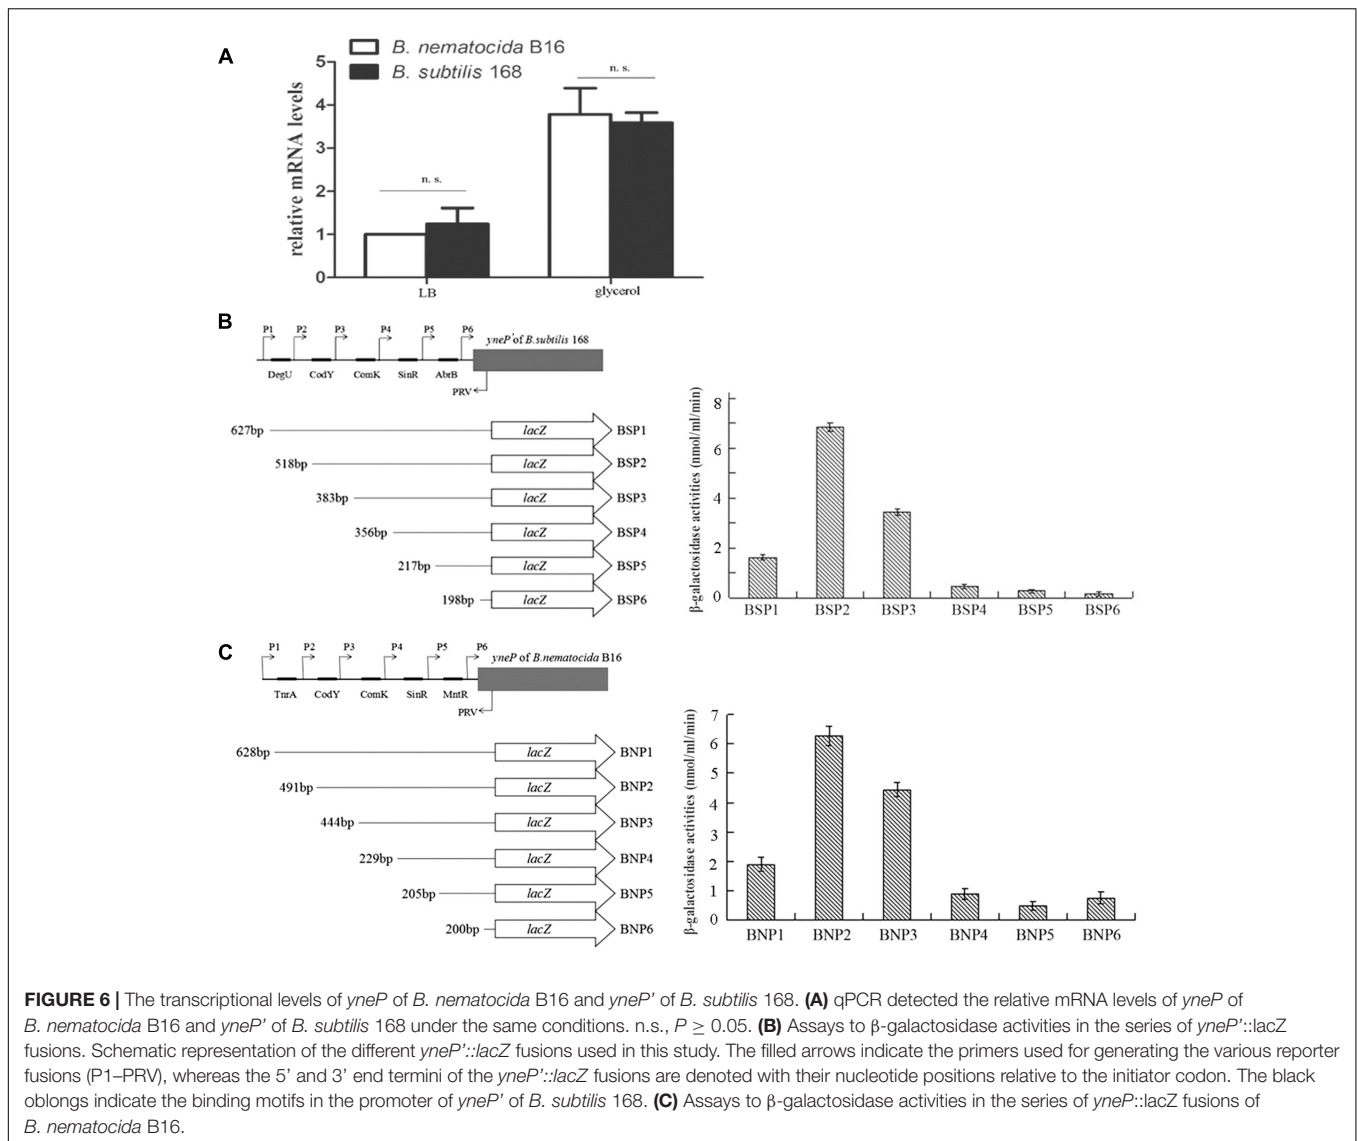 A
B. nematocida B16
B. subtilis 168
relative mRNA levels
5
4
3
2
1
0
n. s.
n. s.
LB
glycerol
B
P1 P2 P3 P4 P5 P6
yneP' of B.subtilis 168
DegU CodY ComK SinR AbrB
PRV
627bp lacZ BSP1
518bp lacZ BSP2
383bp lacZ BSP3
356bp lacZ BSP4
217bp lacZ BSP5
198bp lacZ BSP6
β-galactosidase activities (nmol/ml/min)
8
6
4
2
0
BSP1 BSP2 BSP3 BSP4 BSP5 BSP6
C
P1 P2 P3 P4 P5 P6
yneP of B.nematocida B16
TnrA CodY ComK SinR MntR
PRV
628bp lacZ BNP1
491bp lacZ BNP2
444bp lacZ BNP3
229bp lacZ BNP4
205bp lacZ BNP5
200bp lacZ BNP6
β-galactosidase activities (nmol/ml/min)
7
6
5
4
3
2
1
0
BNP1 BNP2 BNP3 BNP4 BNP5 BNP6
FIGURE 6 | The transcriptional levels of yneP of B. nematocida B16 and yneP' of B. subtilis 168. (A) qPCR detected the relative mRNA levels of yneP of
B. nematocida B16 and yneP' of B. subtilis 168 under the same conditions. n.s., P ≥ 0.05. (B) Assays to β-galactosidase activities in the series of yneP'::lacZ
fusions. Schematic representation of the different yneP'::lacZ fusions used in this study. The filled arrows indicate the primers used for generating the various reporter
fusions (P1–PRV), whereas the 5' and 3' end termini of the yneP'::lacZ fusions are denoted with their nucleotide positions relative to the initiator codon. The black
oblongs indicate the binding motifs in the promoter of yneP' of B. subtilis 168. (C) Assays to β-galactosidase activities in the series of yneP::lacZ fusions of
B. nematocida B16.